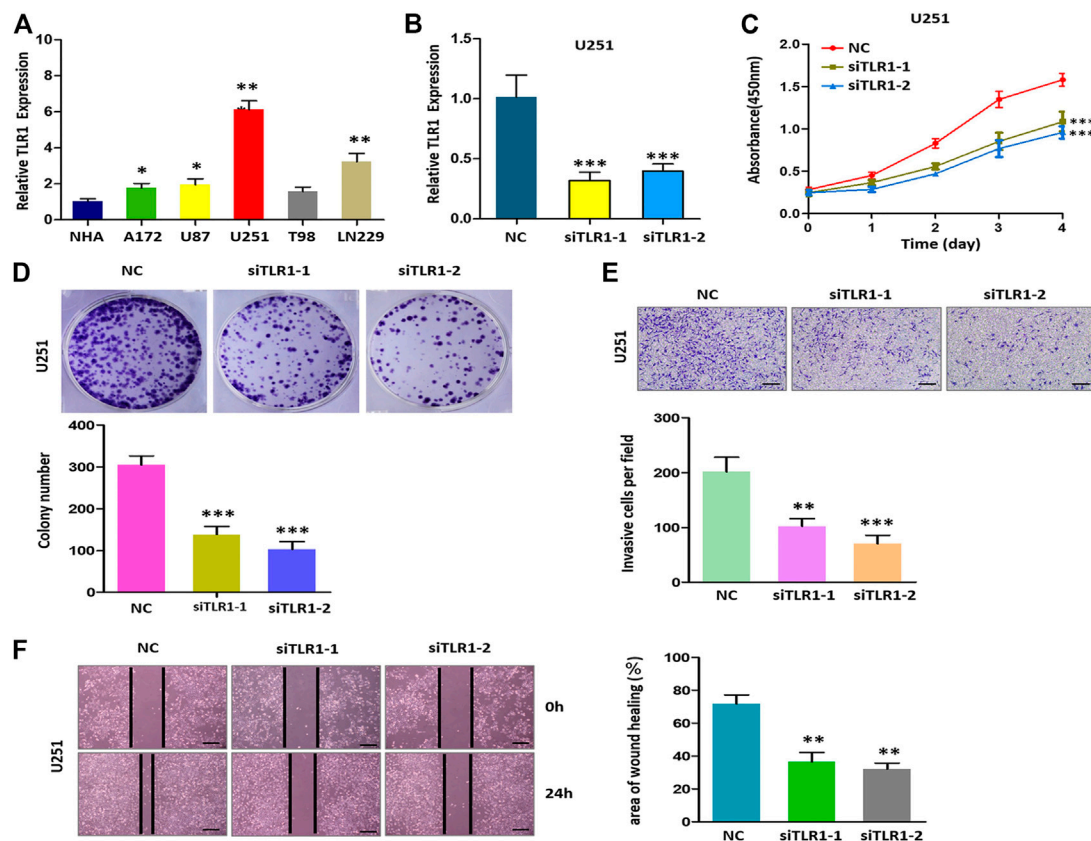 A
Relative TLR1 Expression
10
8
6
4
2
0
*
*
**
*
**
NHA A172 U87 U251 T98 LN229
B
U251
Relative TLR1 Expression
1.5
1.0
0.5
0.0
***
***
NC siTLR1-1 siTLR1-2
C
U251
NC
siTLR1-1
siTLR1-2
Absorbance(450nm)
2.0
1.5
1.0
0.5
0.0
***
***
0 1 2 3 4
Time (day)
D
NC siTLR1-1 siTLR1-2
U251
Colony number
400
300
200
100
0
***
***
NC siTLR1-1 siTLR1-2
E
NC siTLR1-1 siTLR1-2
U251
Invasive cells per field
300
200
100
0
**
***
NC siTLR1-1 siTLR1-2
F
NC siTLR1-1 siTLR1-2
U251
0h
24h
area of wound healing (%)
80
60
40
20
0
**
**
NC siTLR1-1 siTLR1-2